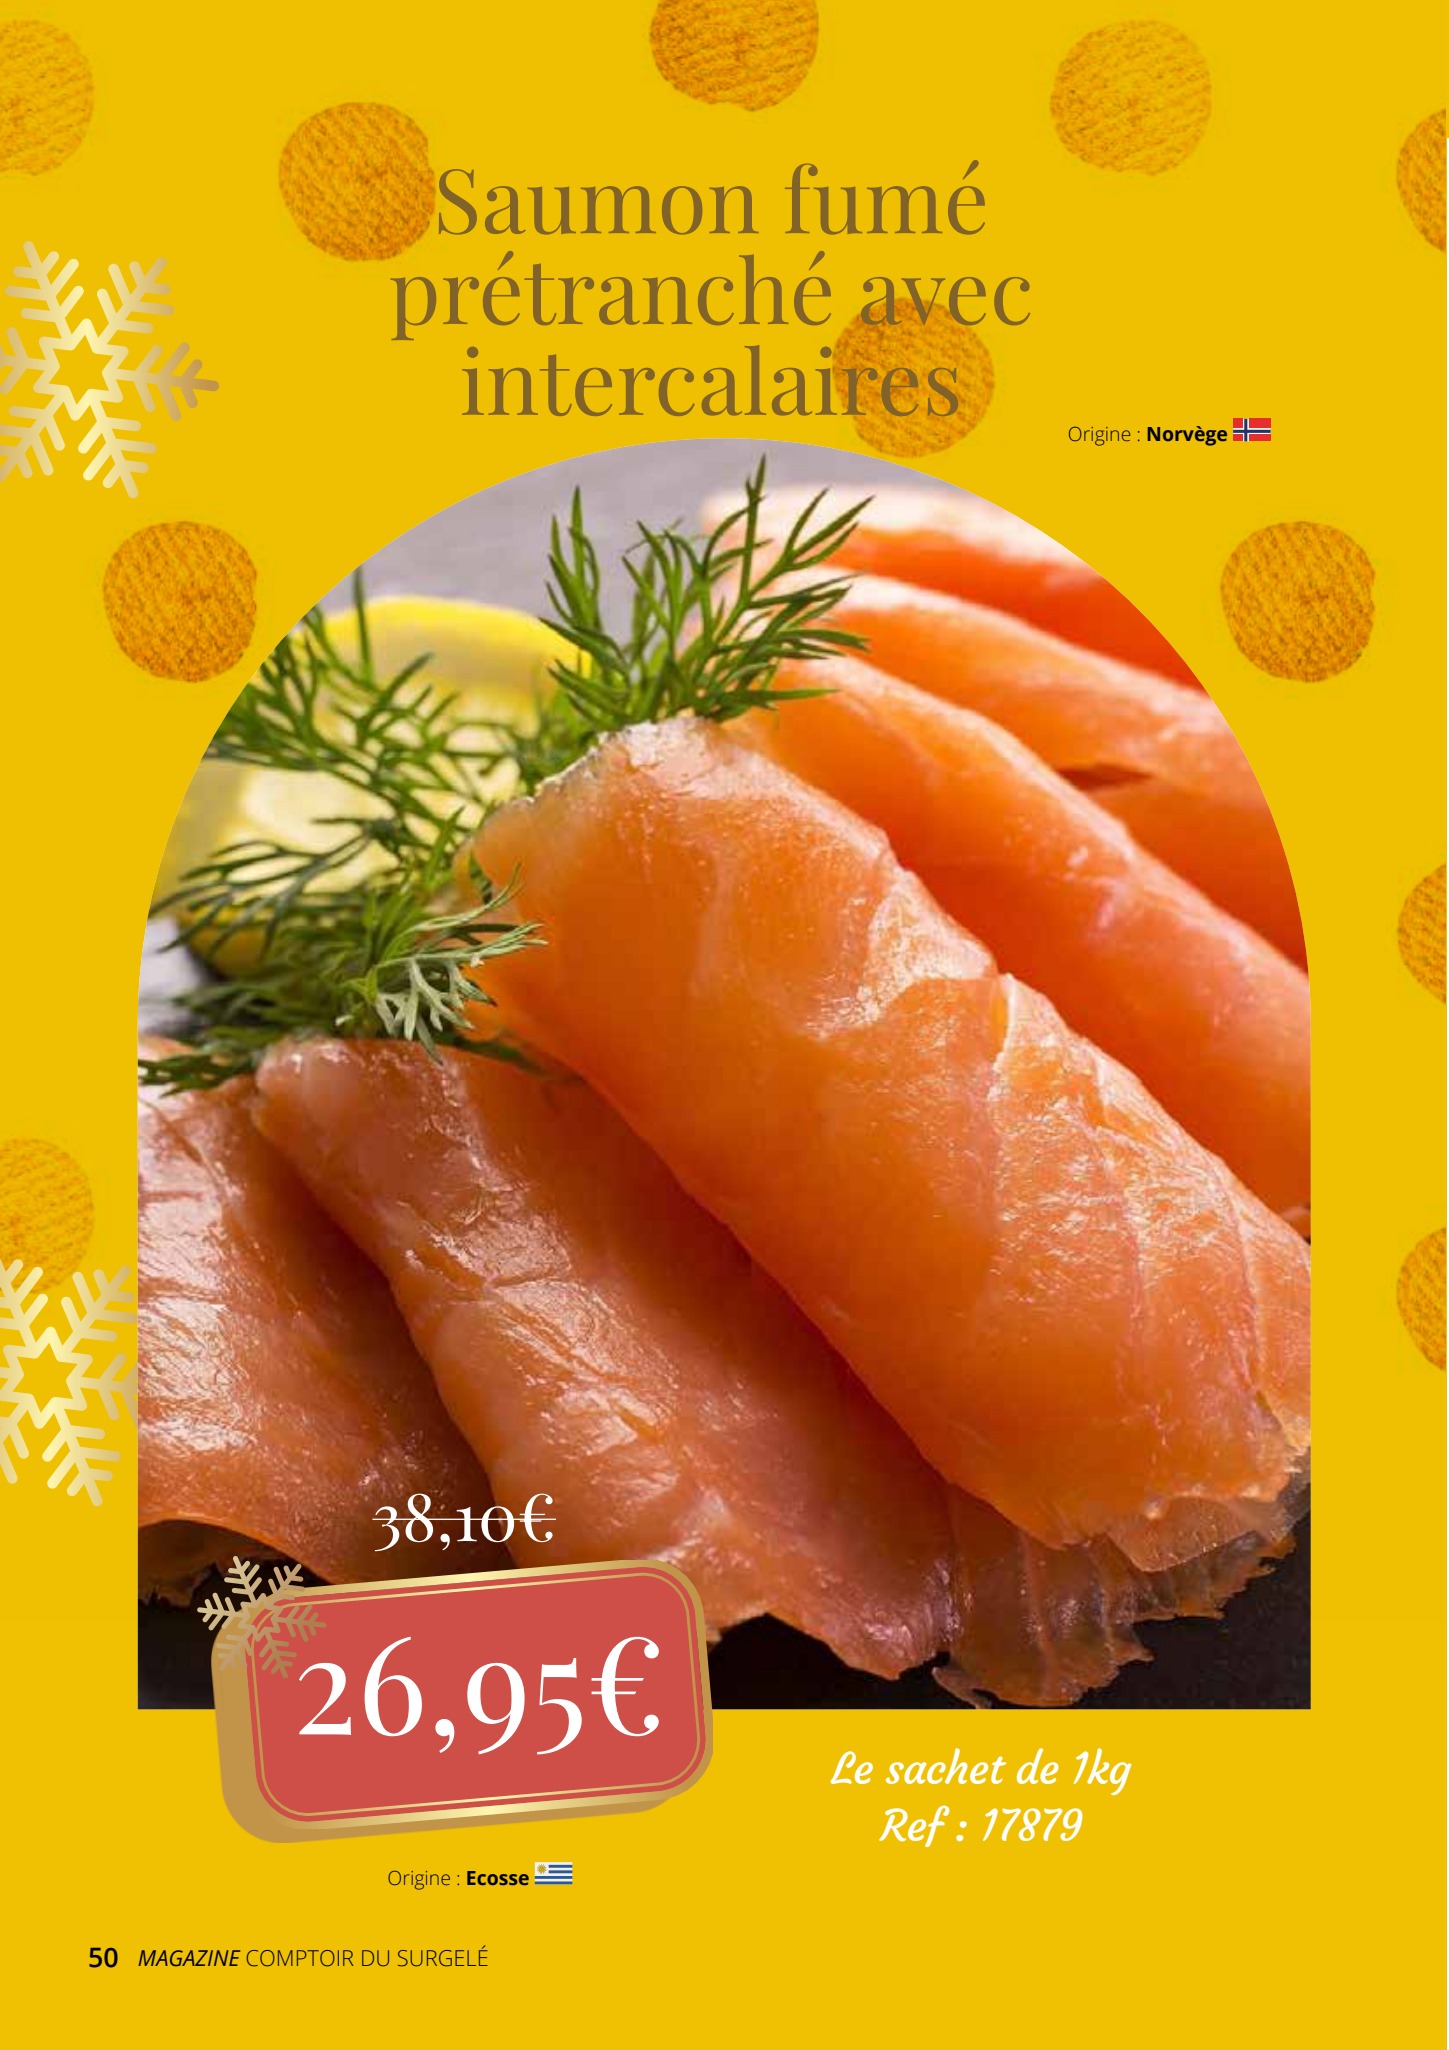 Saumon fumé
prétranché avec
intercalaires
Origine : Norvège
38,10€
26,95€
Le sachet de 1kg
Ref : 17879
Origine : Ecosse
50 MAGAZINE COMPTOIR DU SURGELÉ